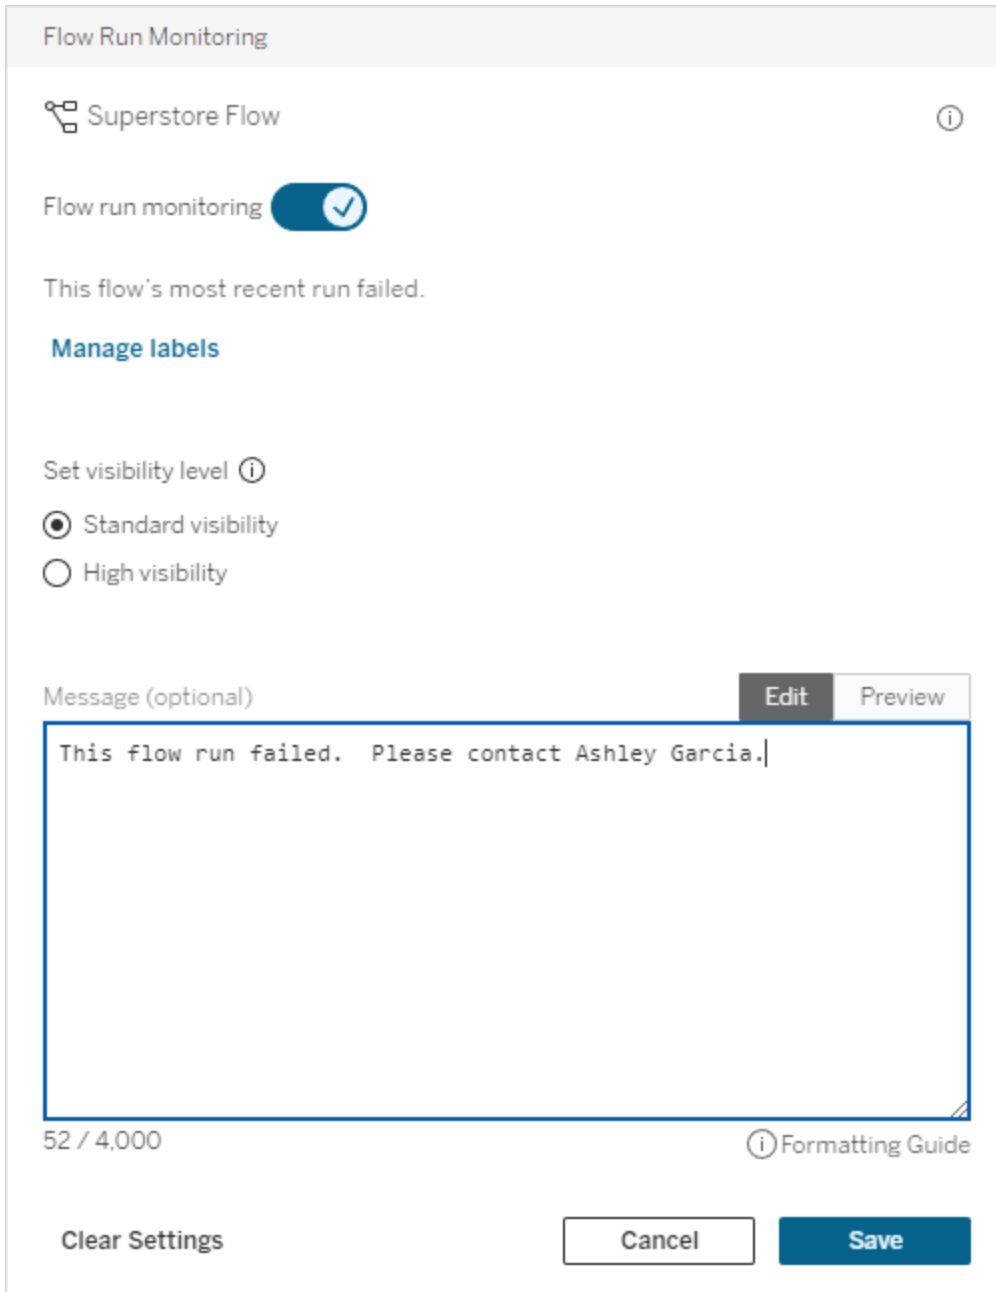 Flow Run Monitoring
Superstore Flow
Flow run monitoring
This flow's most recent run failed.
Manage labels
Set visibility level
Standard visibility
High visibility
Message (optional)
Edit
Preview
This flow run failed.  Please contact Ashley Garcia.
52 / 4,000
Formatting Guide
Clear Settings
Cancel
Save